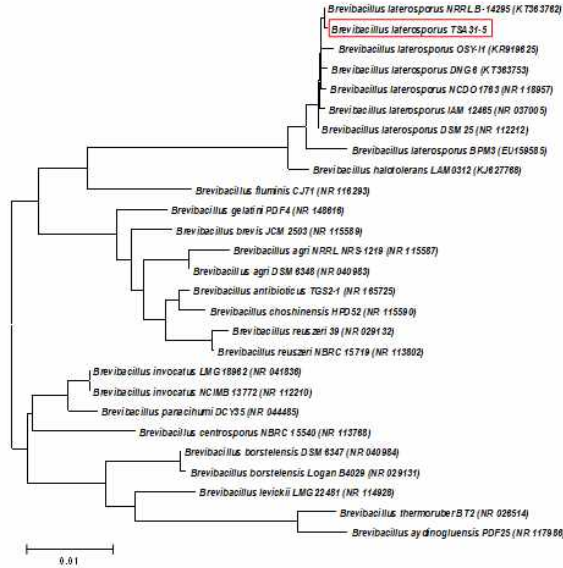 Brevibacillus laterosporus NRRLB-14295 (KT363762)
Brevibacillus laterosporus TSA31-5
Brevibacillus laterosporus OSY-I1 (KR919625)
Brevibacillus laterosporus DNG6 (KT363753)
Brevibacillus laterosporus NCDO1763 (NR 118957)
Brevibacillus laterosporus IAM 12465 (NR 037005)
Brevibacillus laterosporus DSM 25 (NR 112212)
Brevibacillus laterosporus BPM3 (EU159585)
Brevibacillus halotolerans LAM0312 (KJ627768)
Brevibacillus fluminis CJ71 (NR 116293)
Brevibacillus gelatini PDF4 (NR 148616)
Brevibacillus brevis JCM 2503 (NR 115589)
Brevibacillus agri NRRL NRS-1219 (NR 115587)
Brevibacillus agri DSM 6348 (NR 040983)
Brevibacillus antibioticus TGS2-1 (NR 165725)
Brevibacillus choshinensis HPD52 (NR 115590)
Brevibacillus reuszeri 39 (NR 029132)
Brevibacillus reuszeri NBRC 15719 (NR 113802)
Brevibacillus invocatus LMG18962 (NR 041836)
Brevibacillus invocatus NCIMB 13772 (NR 112210)
Brevibacillus panacihumi DCY35 (NR 044485)
Brevibacillus centrosporus NBRC 15540 (NR 113768)
Brevibacillus borstelensis DSM 6347 (NR 040984)
Brevibacillus borstelensis Logan B4029 (NR 029131)
Brevibacillus levickii LMG 22481 (NR 114928)
Brevibacillus thermoruber BT2 (NR 026514)
Brevibacillus aydinogluensis PDF25 (NR 117986)
0.01